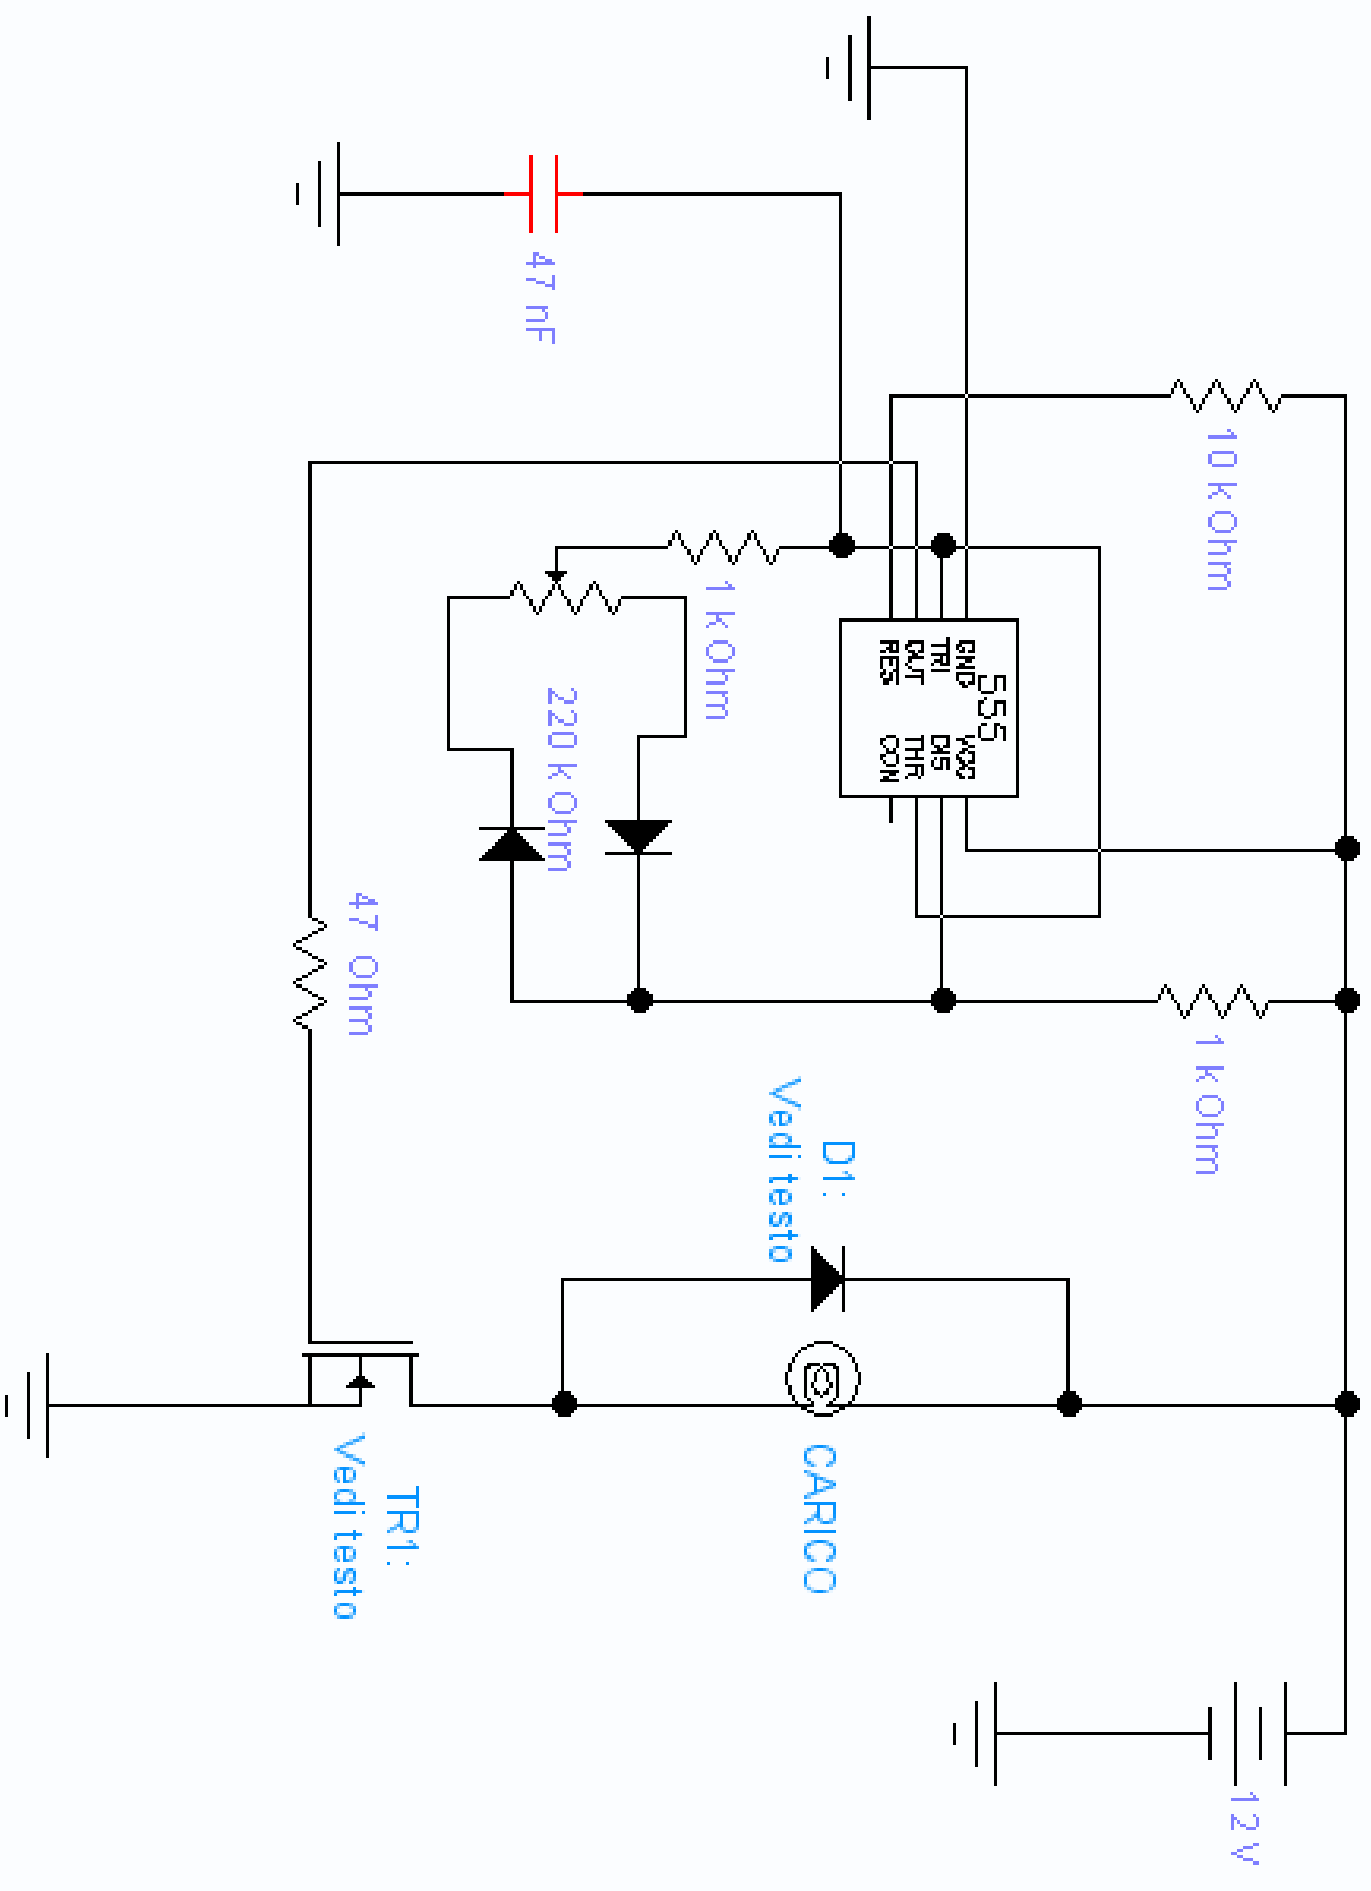 10 k Ohm
1 k Ohm
12 V
555
GND VCC
TRI DIS
OUT THR
RES CON
D1:
Vedi testo
CARICO
1 k Ohm
220 k Ohm
47 nF
47 Ohm
TR1:
Vedi testo